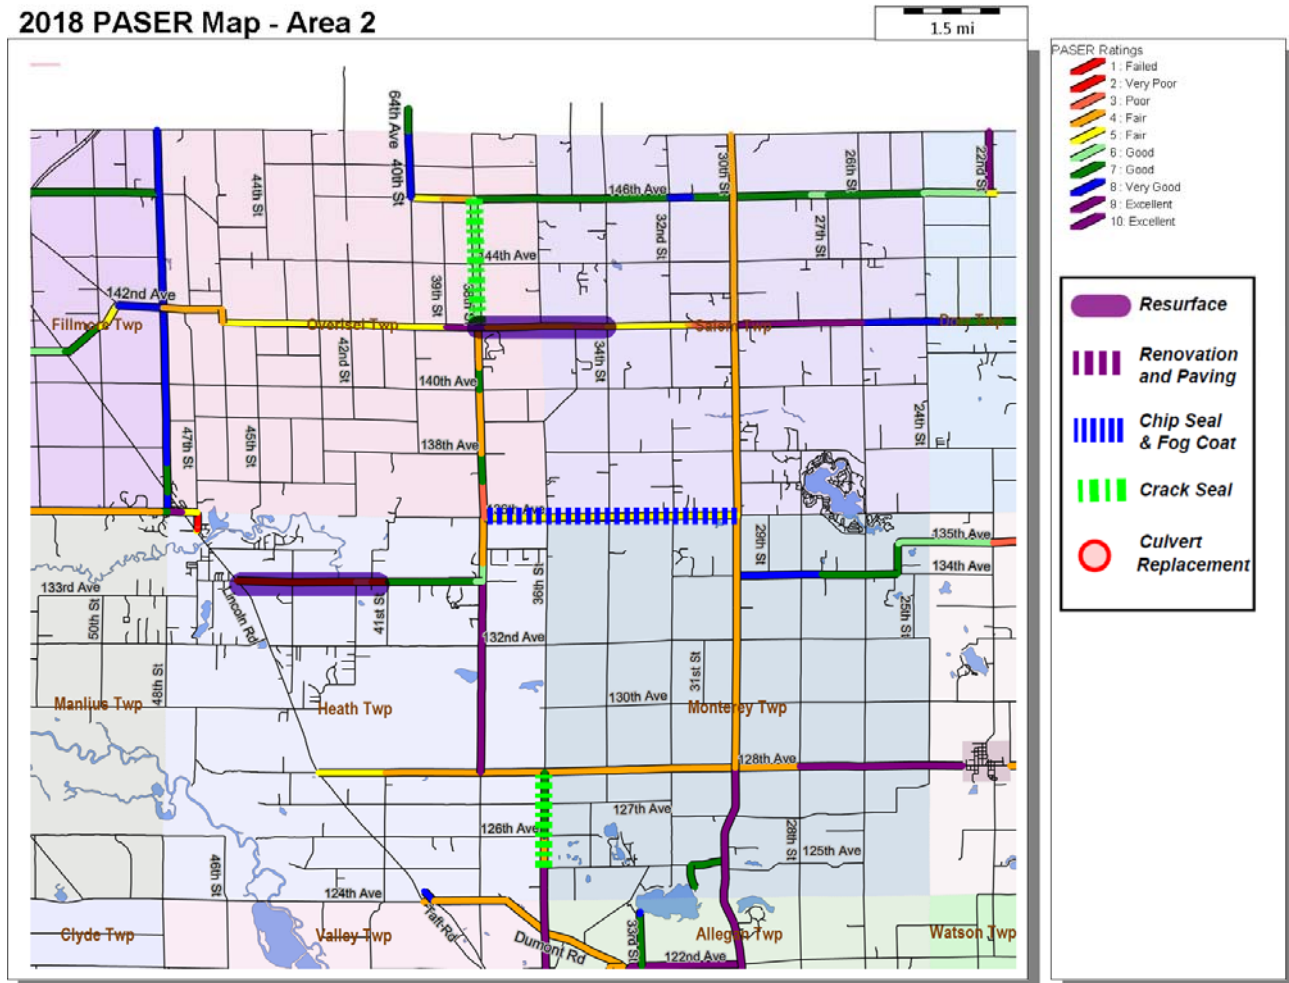 2018 PASER Map - Area 2
1.5 mi
PASER Ratings
1 : Failed
2 : Very Poor
3 : Poor
4 : Fair
5 : Fair
6 : Good
7 : Good
8 : Very Good
9 : Excellent
10: Excellent
Resurface
Renovation
and Paving
Chip Seal
& Fog Coat
Crack Seal
Culvert
Replacement
64th Ave
40th St
44th St
146th Ave
30th St
32nd St
26th St
27th St
22nd St
144th Ave
39th St
142nd Ave
Fillmore Twp
Overisel Twp
Salem Twp
Twp
42nd St
34th St
140th Ave
138th Ave
47th St
45th St
24th St
29th St
135th Ave
134th Ave
133rd Ave
50th St
Lincoln Rd
41st St
36th St
25th St
132nd Ave
48th St
31st St
130th Ave
Manlius Twp
Heath Twp
Monterey Twp
128th Ave
127th Ave
126th Ave
28th St
125th Ave
46th St
124th Ave
Taft Rd
Clyde Twp
Valley Twp
Dumont Rd
33rd St
Allegan Twp
Watson Twp
122nd Ave